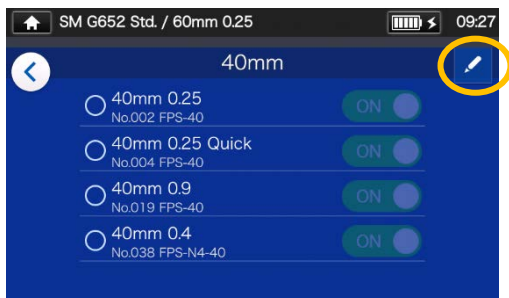 SM G652 Std. / 60mm 0.25 09:27
40mm
40mm 0.25 ON
No.002 FPS-40
40mm 0.25 Quick ON
No.004 FPS-40
40mm 0.9 ON
No.019 FPS-40
40mm 0.4 ON
No.038 FPS-N4-40